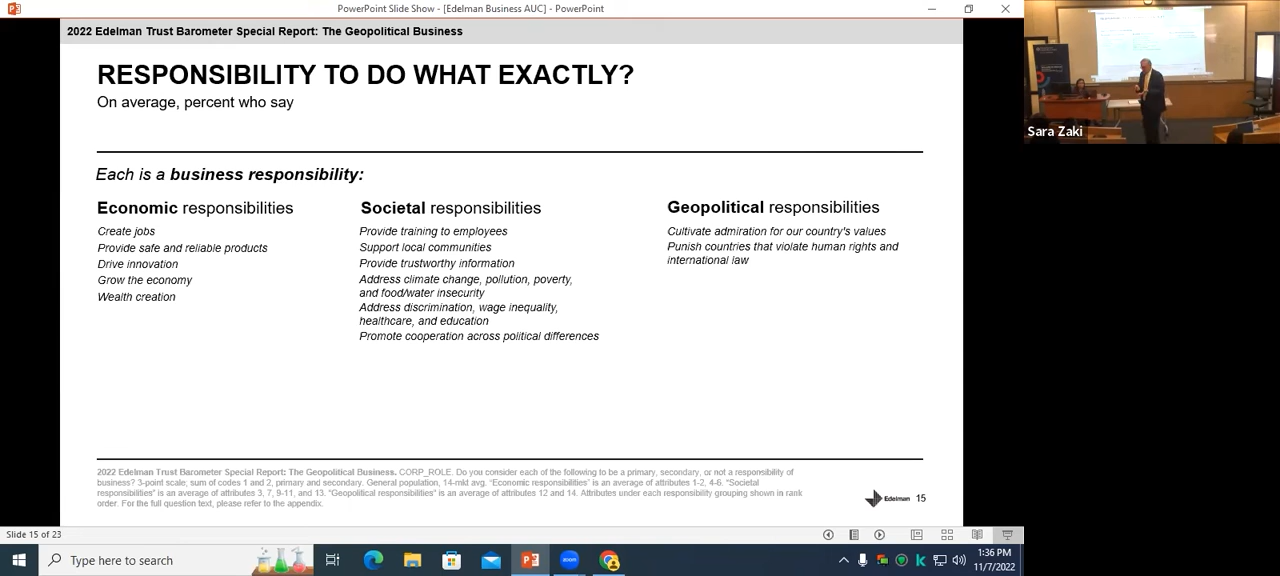 PowerPoint Slide Show - [Edelman Business AUC] - PowerPoint
2022 Edelman Trust Barometer Special Report: The Geopolitical Business
RESPONSIBILITY TO DO WHAT EXACTLY?
On average, percent who say
Each is a business responsibility:
Economic responsibilities
Create jobs
Provide safe and reliable products
Drive innovation
Grow the economy
Wealth creation
Societal responsibilities
Provide training to employees
Support local communities
Provide trustworthy information
Address climate change, pollution, poverty,
and food/water insecurity
Address discrimination, wage inequality,
healthcare, and education
Promote cooperation across political differences
Geopolitical responsibilities
Cultivate admiration for our country's values
Punish countries that violate human rights and
international law
2022 Edelman Trust Barometer Special Report: The Geopolitical Business. CORP_ROLE. Do you consider each of the following to be a primary, secondary, or not a responsibility of
business? 3-point scale; sum of codes 1 and 2, primary and secondary. General population, 14-mkt avg. "Economic responsibilities" is an average of attributes 1-2, 4-6. "Societal
responsibilities" is an average of attributes 3, 7, 9-11, and 13. "Geopolitical responsibilities" is an average of attributes 12 and 14. Attributes under each responsibility grouping shown in rank
order. For the full question text, please refer to the appendix.
Edelman 15
Sara Zaki
Slide 15 of 23
Type here to search
1:36 PM
11/7/2022